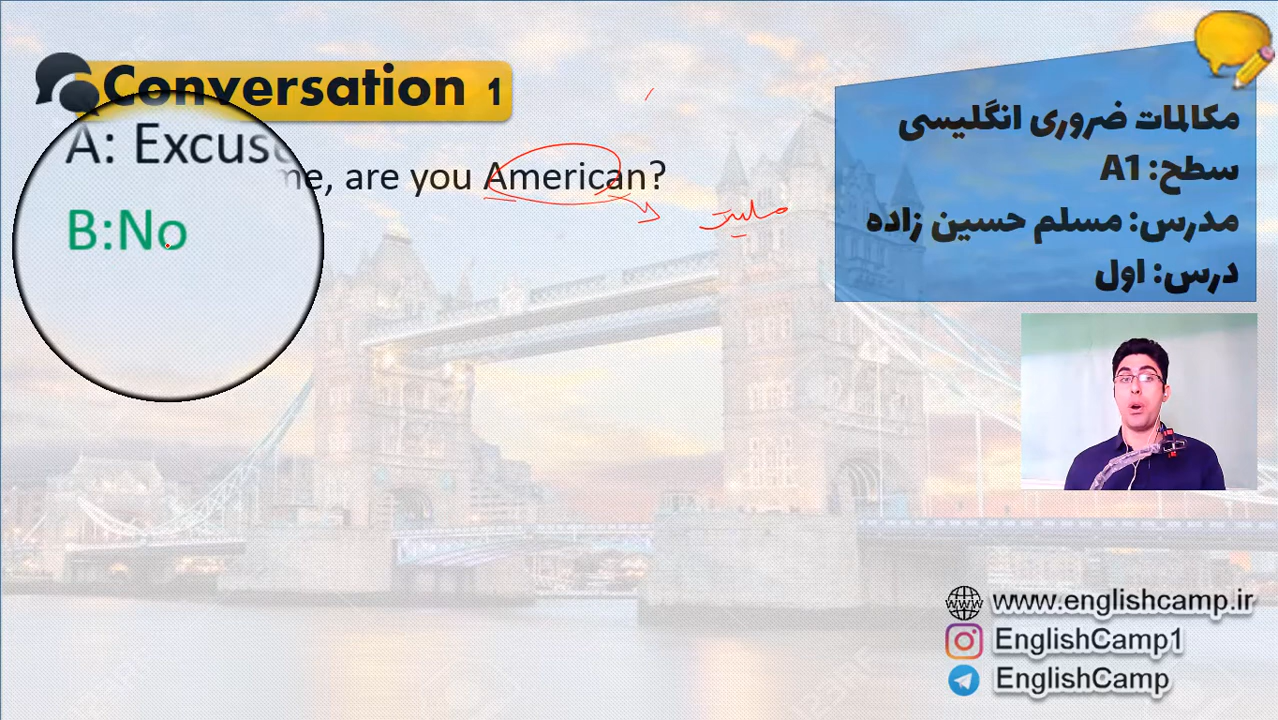 Conversation 1
A: Excuse me, are you American?
B:No
ملیت
مکالمات ضروری انگلیسی
سطح: A1
مدرس: مسلم حسین زاده
درس: اول
www.englishcamp.ir
EnglishCamp1
EnglishCamp